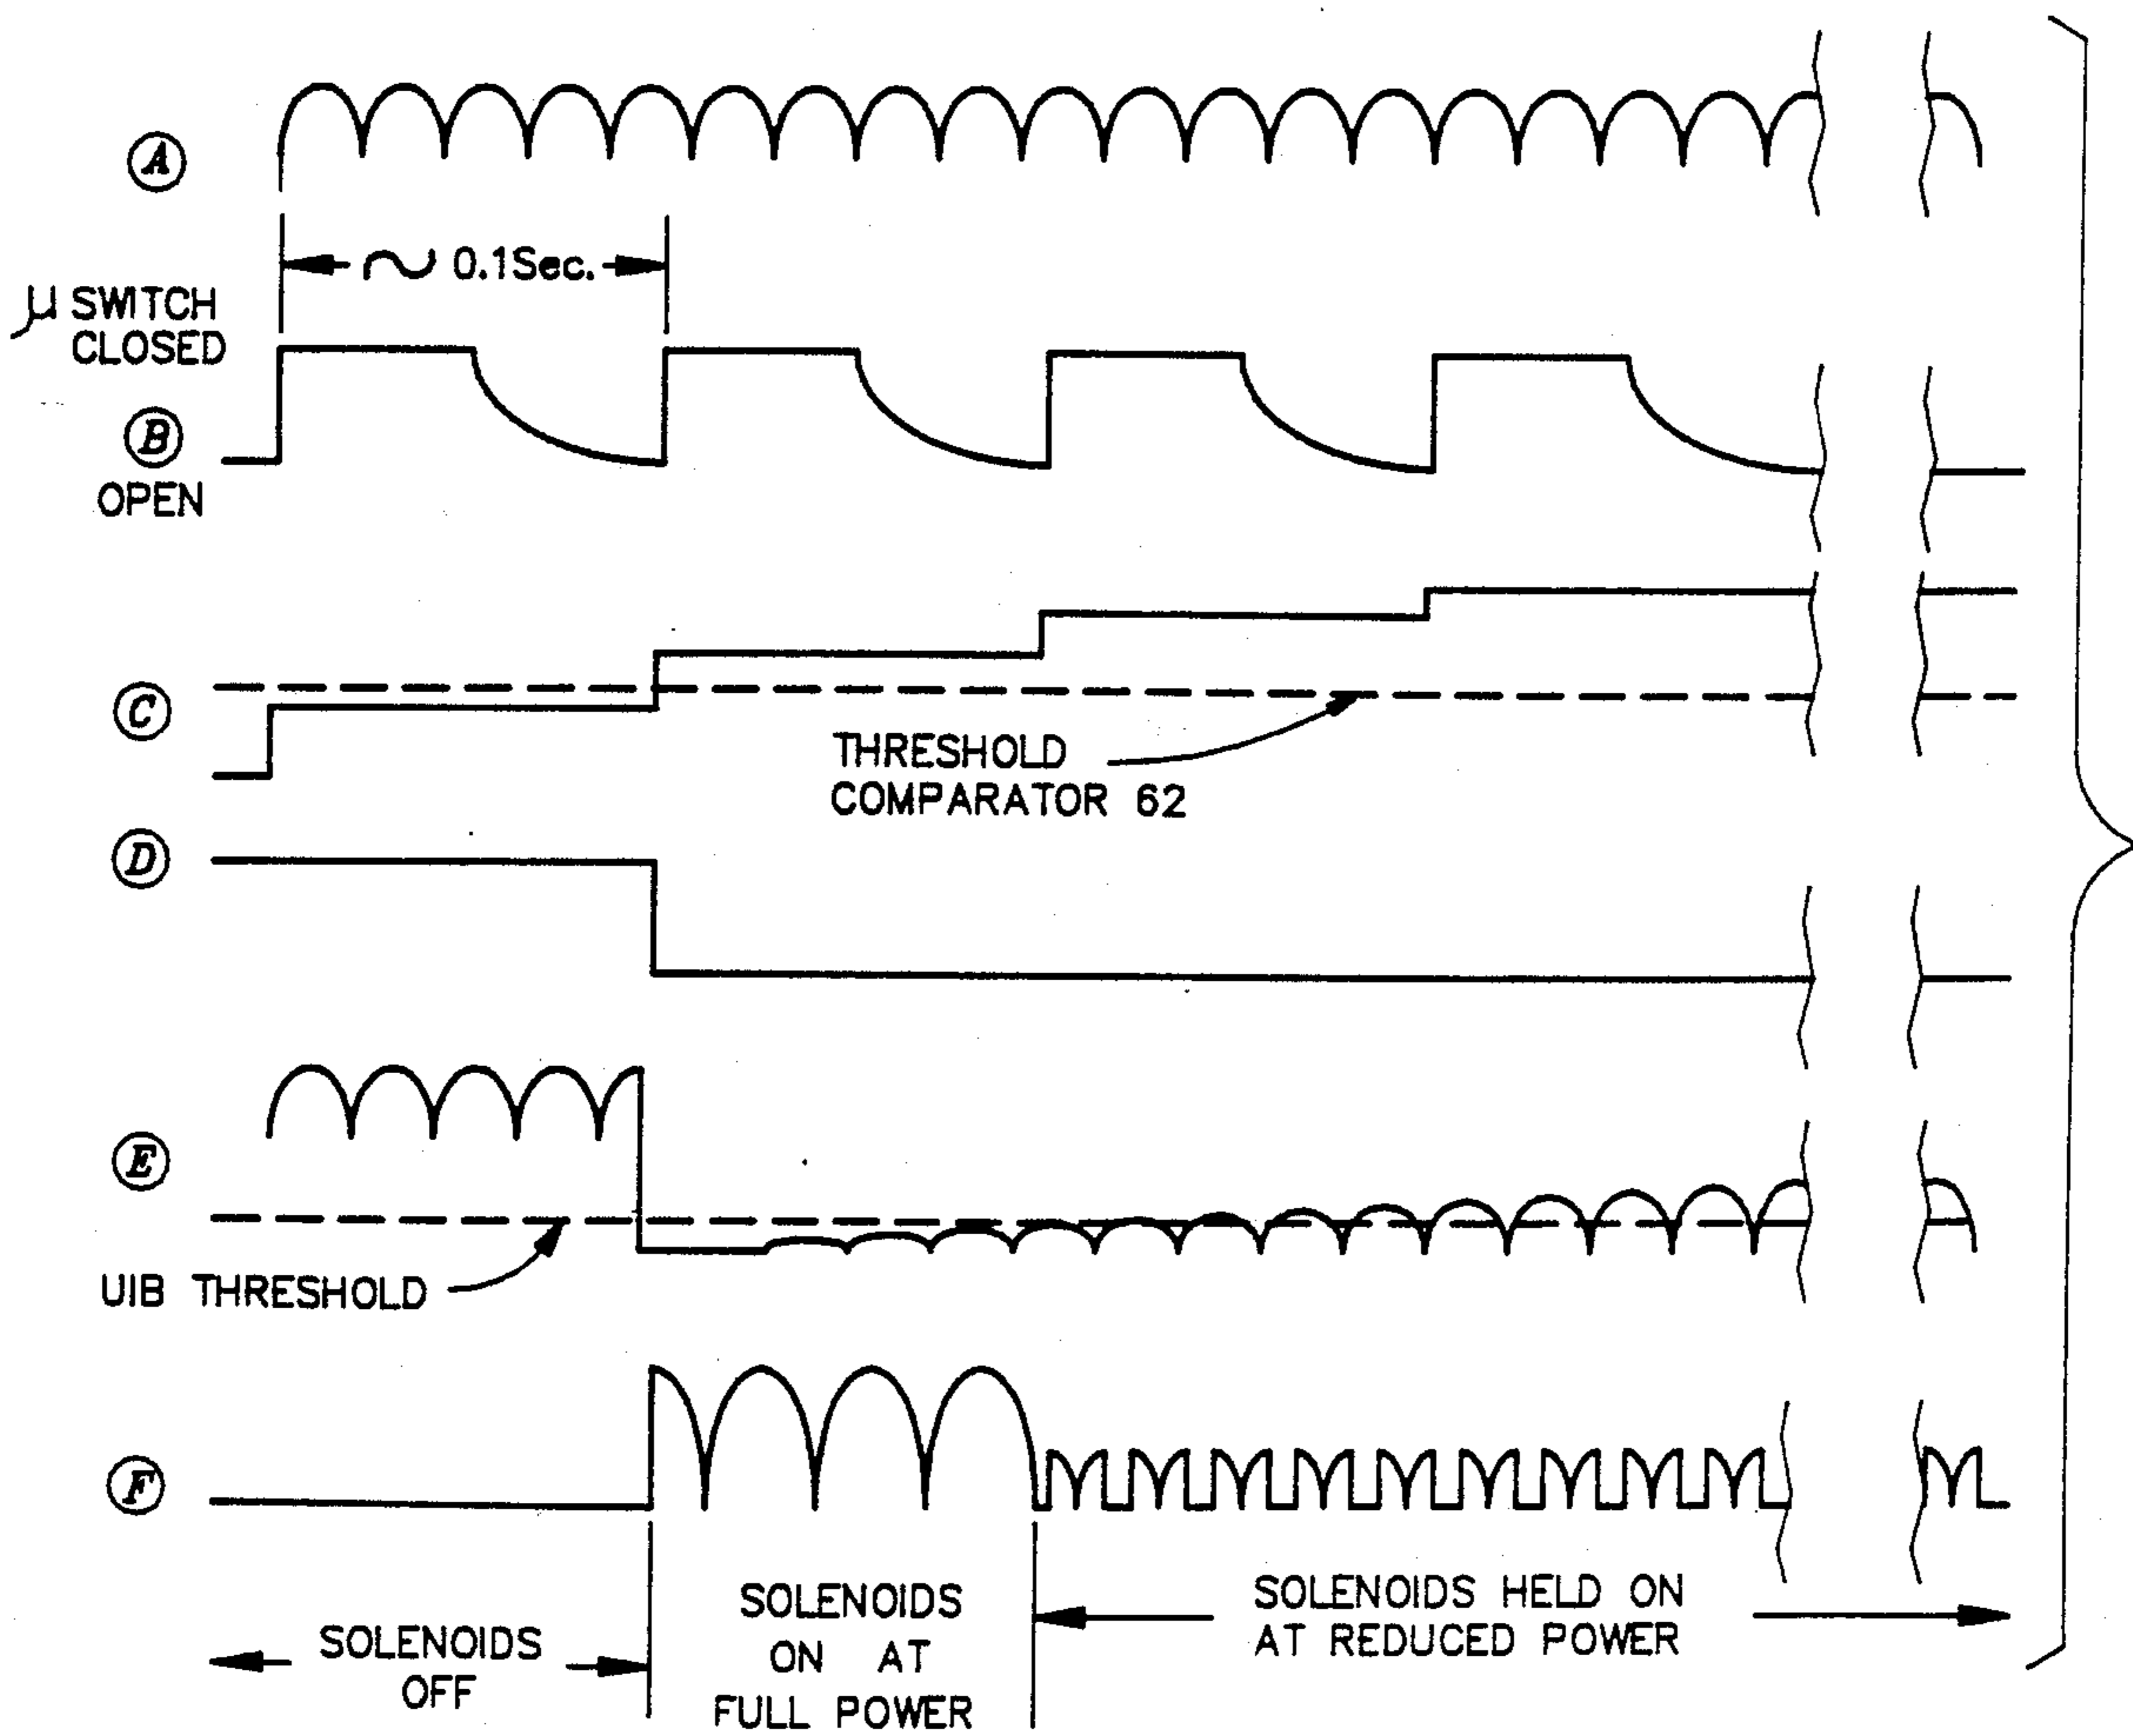 A
~ 0.1Sec.
µ SWITCH
CLOSED
B
OPEN
C
THRESHOLD
COMPARATOR 62
D
E
UIB THRESHOLD
F
SOLENOIDS
OFF
SOLENOIDS
ON AT
FULL POWER
SOLENOIDS HELD ON
AT REDUCED POWER